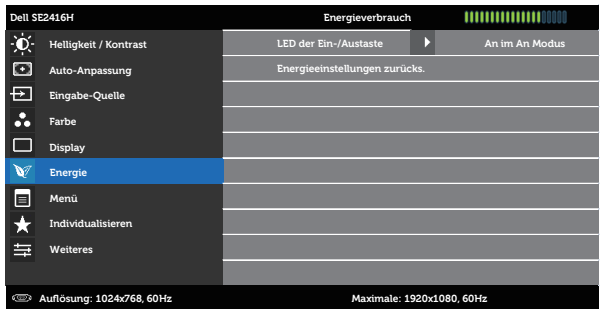 Dell SE2416H Energieverbrauch
Helligkeit / Kontrast LED der Ein-/Austaste An im An Modus
Auto-Anpassung Energieeinstellungen zurücks.
Eingabe-Quelle
Farbe
Display
Energie
Menü
Individualisieren
Weiteres
Auflösung: 1024x768, 60Hz Maximale: 1920x1080, 60Hz